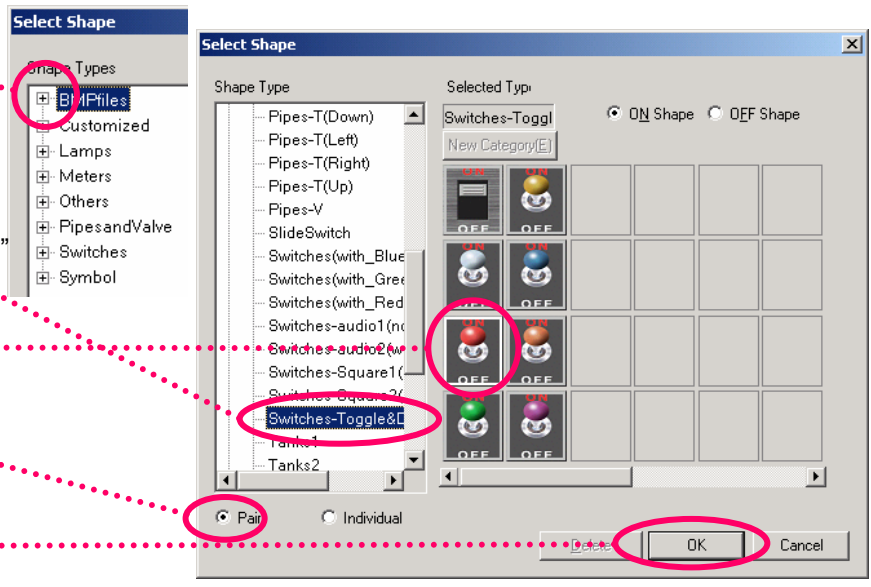 Select Shape
Shape Types
BMPfiles
Customized
Lamps
Meters
Others
PipesandValve
Switches
Symbol
”
Select Shape
Shape Type
Pipes-T(Down)
Pipes-T(Left)
Pipes-T(Right)
Pipes-T(Up)
Pipes-V
SlideSwitch
Switches(with_Blue
Switches(with_Gree
Switches(with_Red
Switches-audio1(no
Switches-audio2(w
Switches-Square1(
Switches-Square2(
Switches-Toggle&D
Tanks1
Tanks2
Pair Individual
Selected Typ
Switches-Toggl
ON Shape OFF Shape
New Category(E)
ON ON
OFF OFF
ON ON
OFF OFF
ON ON
OFF OFF
ON ON
OFF OFF
Delete OK Cancel